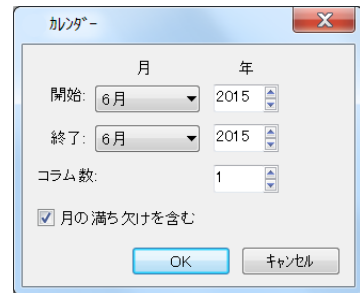 ｶﾚﾝﾀﾞｰ
月 年
開始: 6月 2015
終了: 6月 2015
コラム数: 1
月の満ち欠けを含む
OK ｷｬﾝｾﾙ